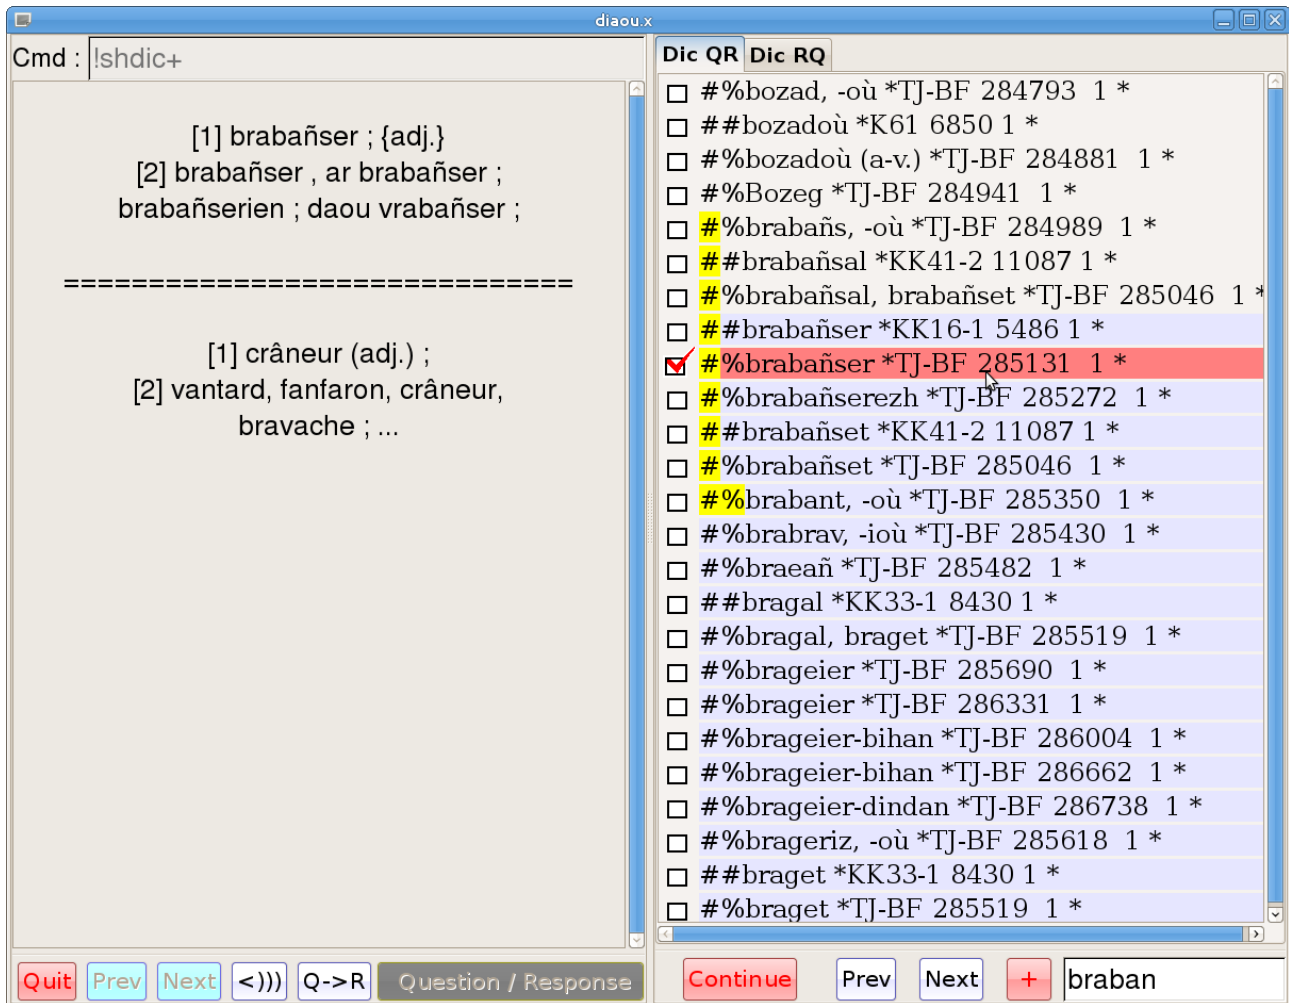 diaou.x
Cmd : !shdic+
[1] brabañser ; {adj.}
[2] brabañser , ar brabañser ;
brabañserien ; daou vrabañser ;
==============================
[1] crâneur (adj.) ;
[2] vantard, fanfaron, crâneur,
bravache ; ...
Quit Prev Next <))) Q->R Question / Response
Dic QR Dic RQ
#%bozad, -où *TJ-BF 284793 1 *
##bozadoù *K61 6850 1 *
#%bozadoù (a-v.) *TJ-BF 284881 1 *
#%Bozeg *TJ-BF 284941 1 *
#%brabañs, -où *TJ-BF 284989 1 *
##brabañsal *KK41-2 11087 1 *
#%brabañsal, brabañset *TJ-BF 285046 1 *
##brabañser *KK16-1 5486 1 *
#%brabañser *TJ-BF 285131 1 *
#%brabañserezh *TJ-BF 285272 1 *
##brabañset *KK41-2 11087 1 *
#%brabañset *TJ-BF 285046 1 *
#%brabant, -où *TJ-BF 285350 1 *
#%brabrav, -ioù *TJ-BF 285430 1 *
#%braeañ *TJ-BF 285482 1 *
##bragal *KK33-1 8430 1 *
#%bragal, braget *TJ-BF 285519 1 *
#%brageier *TJ-BF 285690 1 *
#%brageier *TJ-BF 286331 1 *
#%brageier-bihan *TJ-BF 286004 1 *
#%brageier-bihan *TJ-BF 286662 1 *
#%brageier-dindan *TJ-BF 286738 1 *
#%brageriz, -où *TJ-BF 285618 1 *
##braget *KK33-1 8430 1 *
#%braget *TJ-BF 285519 1 *
Continue Prev Next + braban